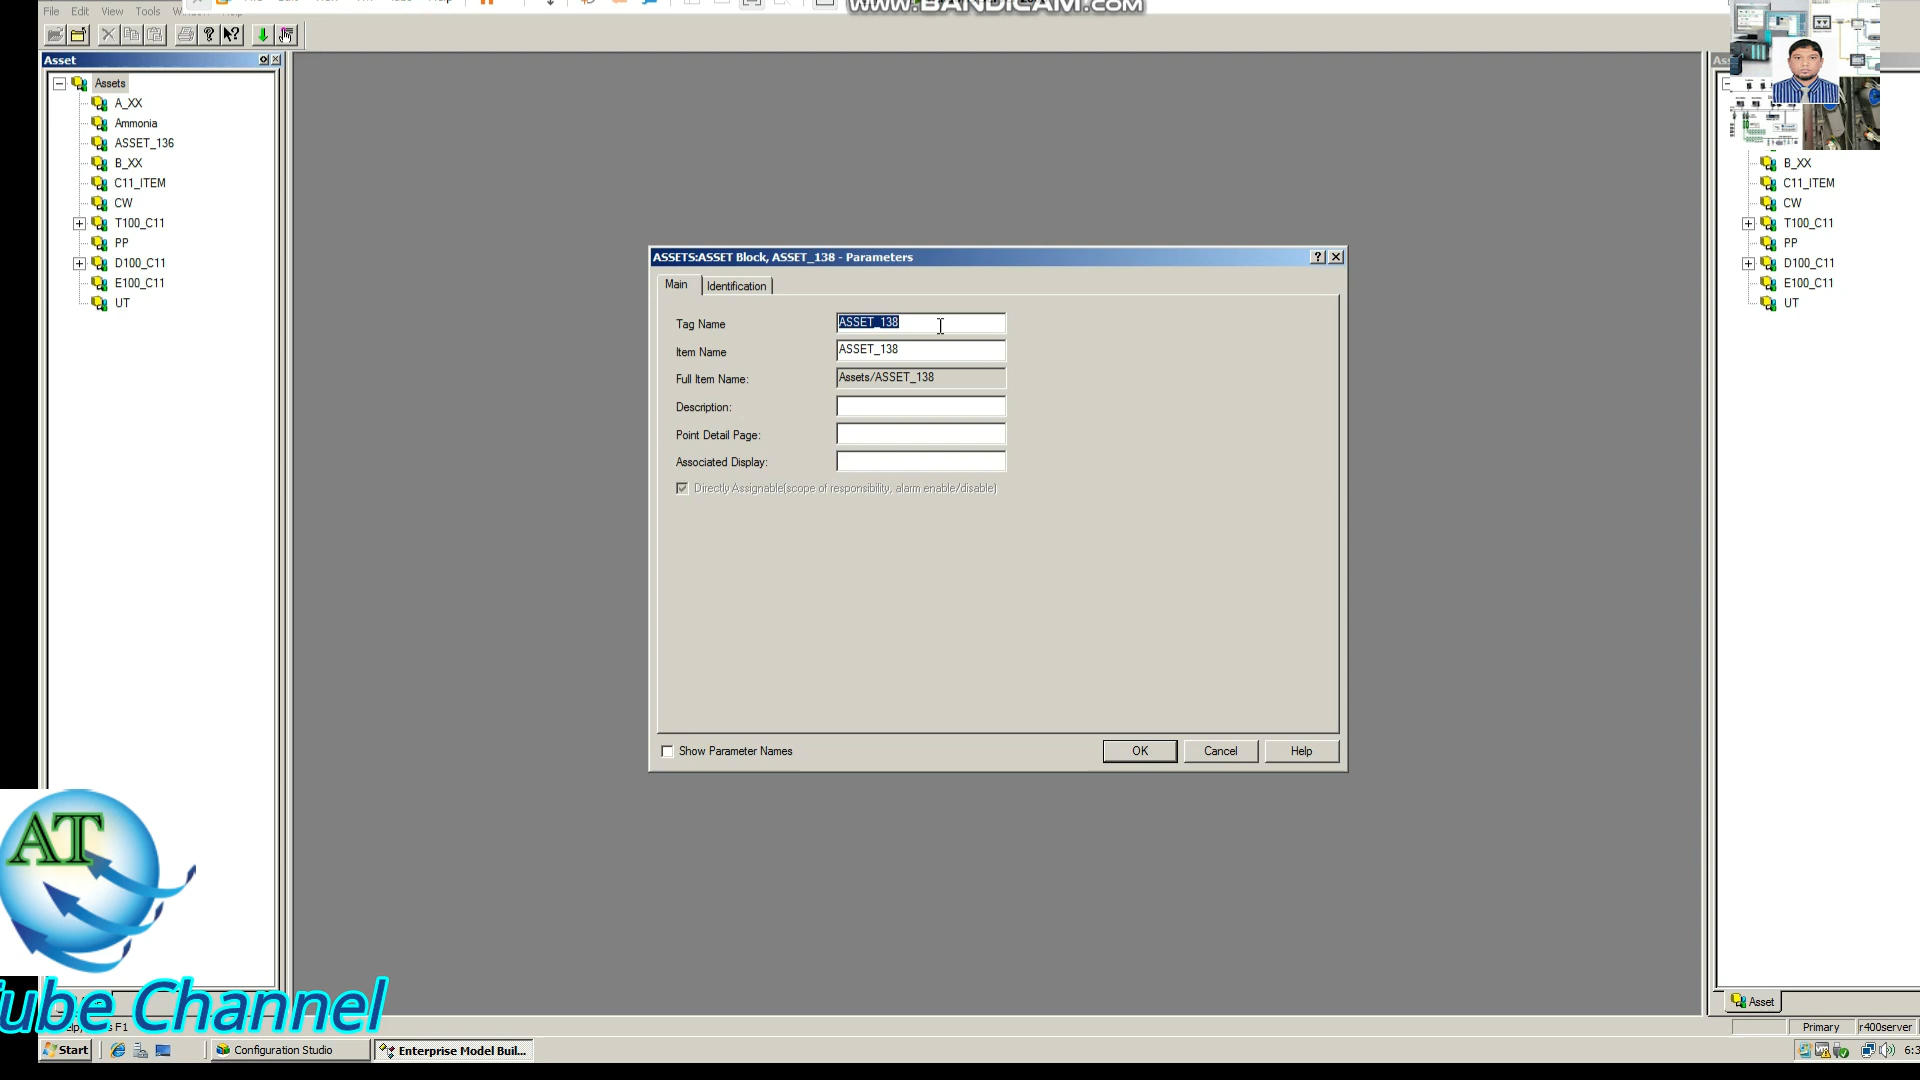 WWW.BANDICAM.COM
File Edit View Tools
Asset
Assets
A_XX
Ammonia
ASSET_136
B_XX
C11_ITEM
CW
T100_C11
PP
D100_C11
E100_C11
UT
ASSETS:ASSET Block, ASSET_138 - Parameters
Main Identification
Tag Name ASSET_138
Item Name ASSET_138
Full Item Name: Assets/ASSET_138
Description:
Point Detail Page:
Associated Display:
Directly Assignable(scope of responsibility, alarm enable/disable)
Show Parameter Names OK Cancel Help
B_XX
C11_ITEM
CW
T100_C11
PP
D100_C11
E100_C11
UT
Asset
AT
ube Channel
F1
Primary r400server
Start Configuration Studio Enterprise Model Buil... 6:3